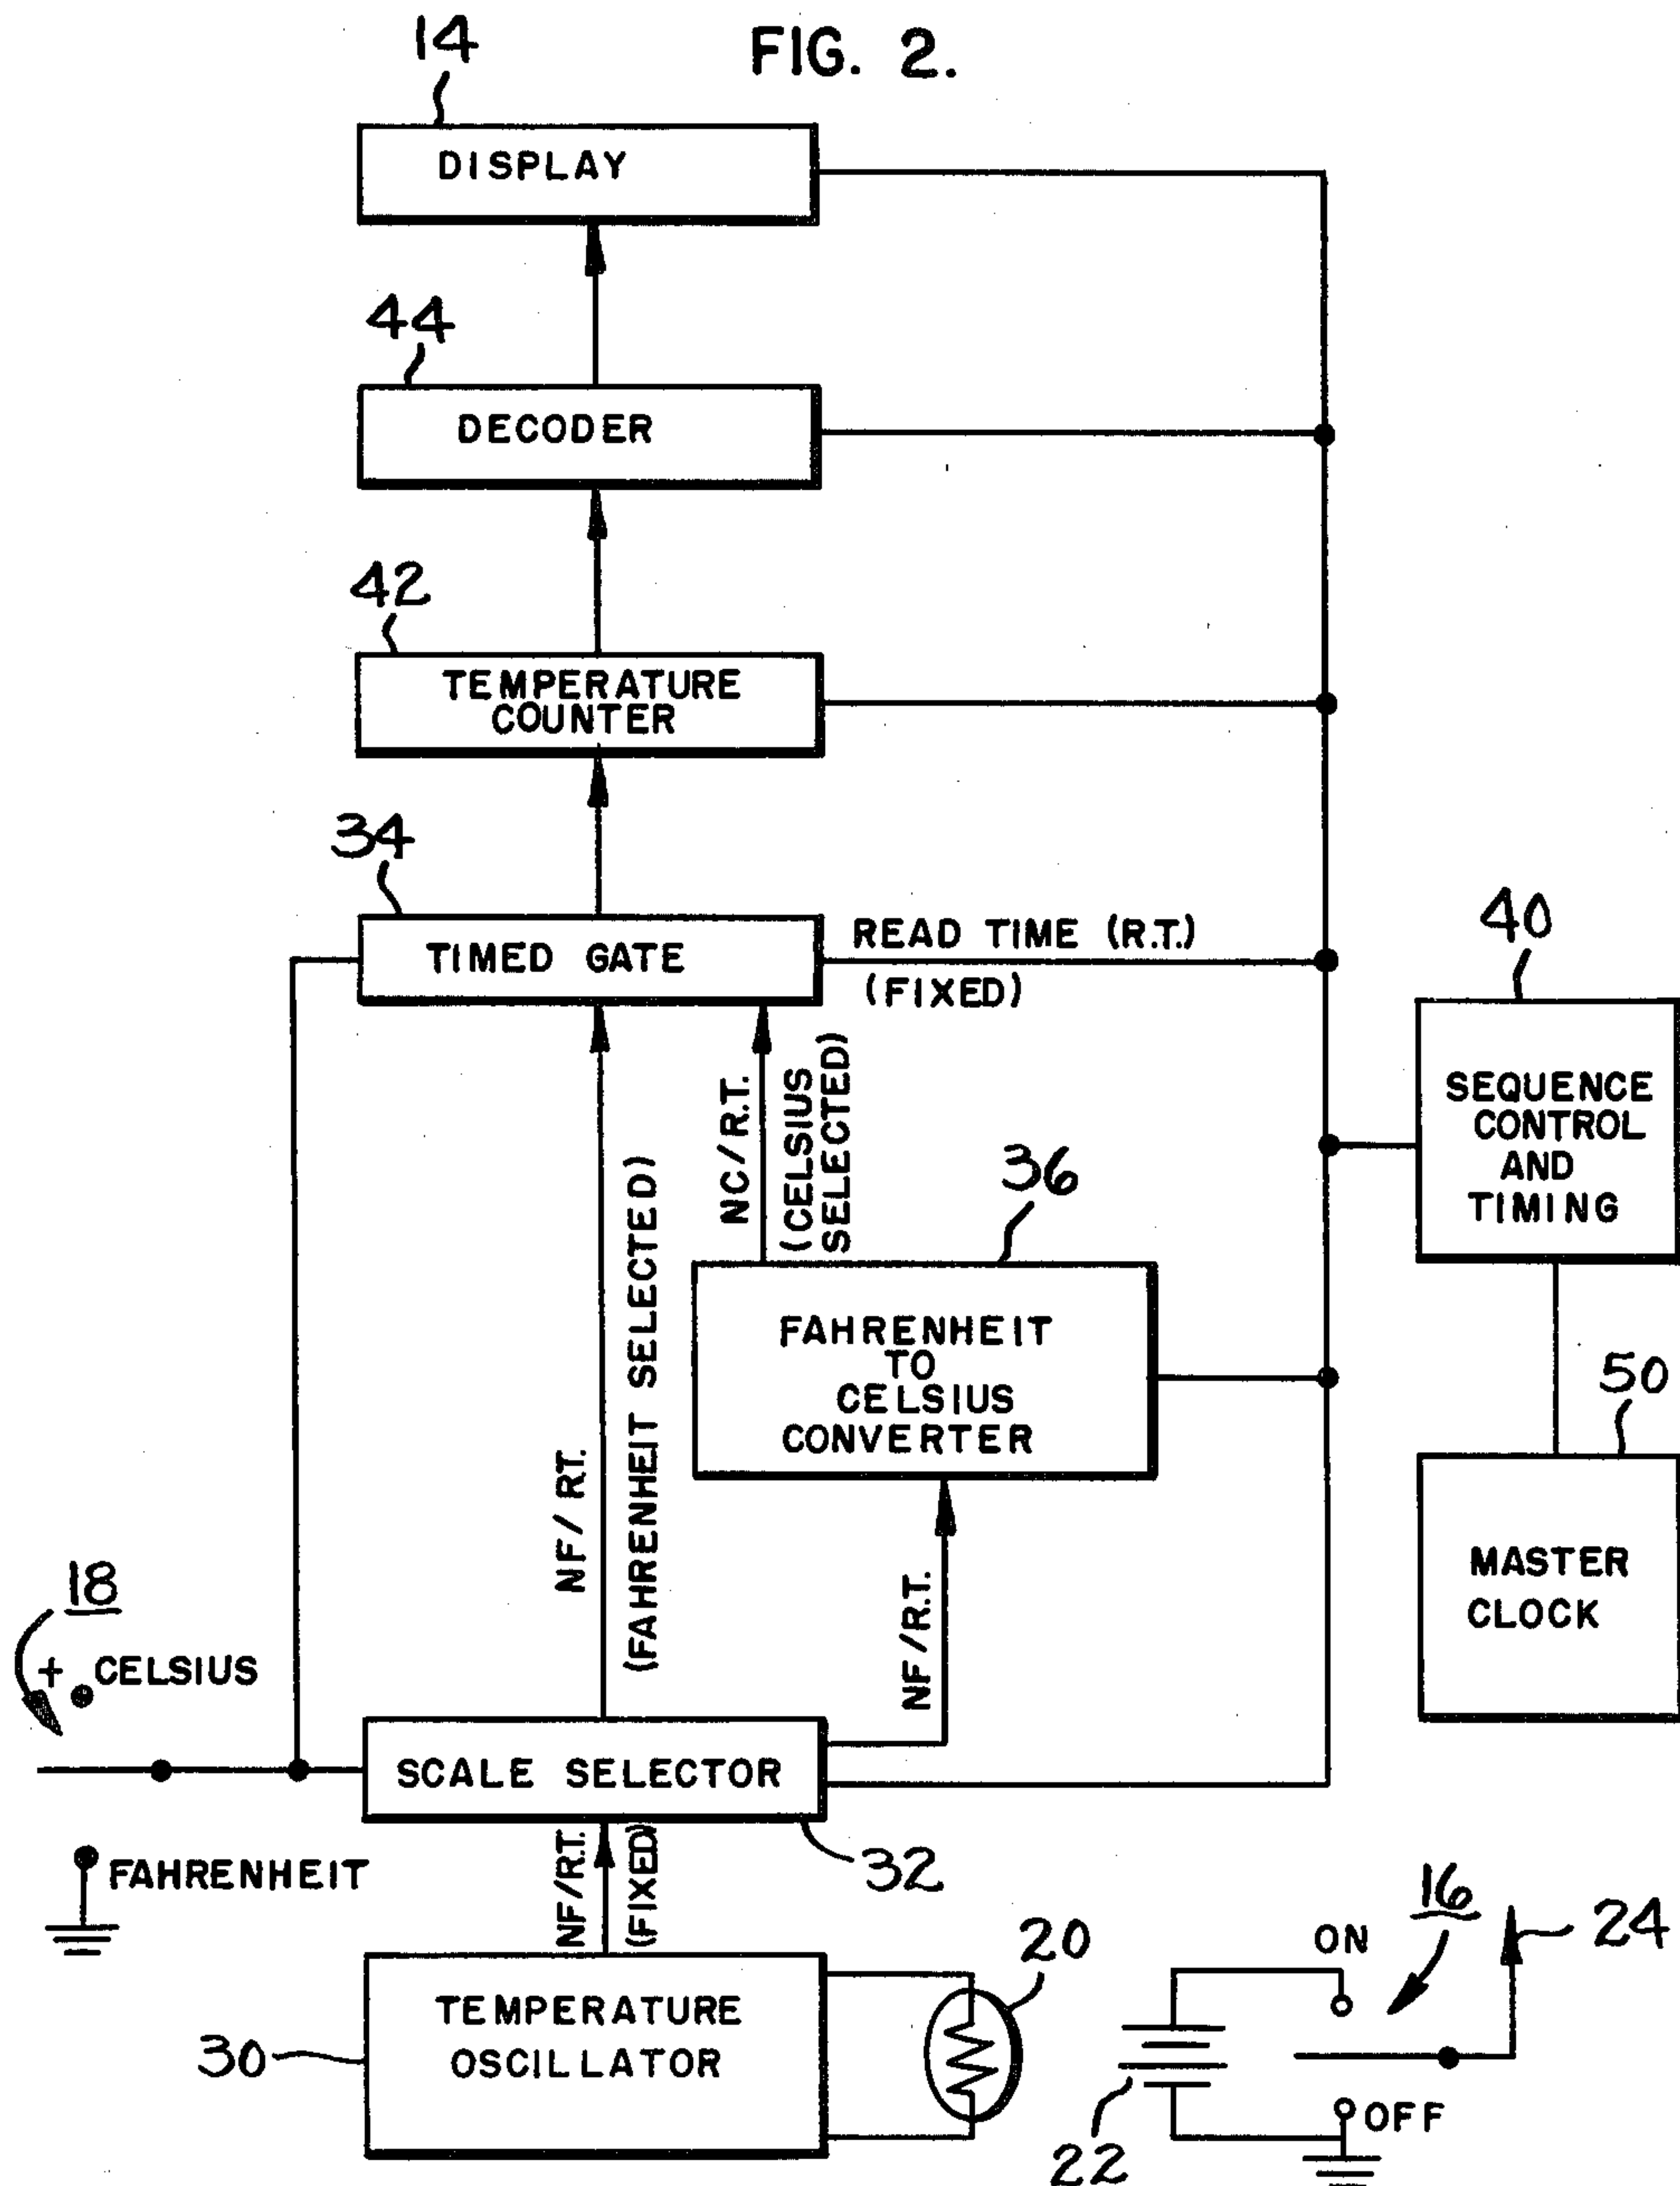 FIG. 2.
14
DISPLAY
44
DECODER
42
TEMPERATURE
COUNTER
34
TIMED GATE
READ TIME (R.T.)
(FIXED)
40
SEQUENCE
CONTROL
AND
TIMING
NC/R.T.
(CELSIUS
SELECTED)
36
FAHRENHEIT
TO
CELSIUS
CONVERTER
NF/RT.
(FAHRENHEIT SELECTED)
NF/R.T.
50
MASTER
CLOCK
18
+ CELSIUS
SCALE SELECTOR
32
FAHRENHEIT
NF/R.T.
(FIXED)
TEMPERATURE
OSCILLATOR
30
20
16
ON
24
OFF
22